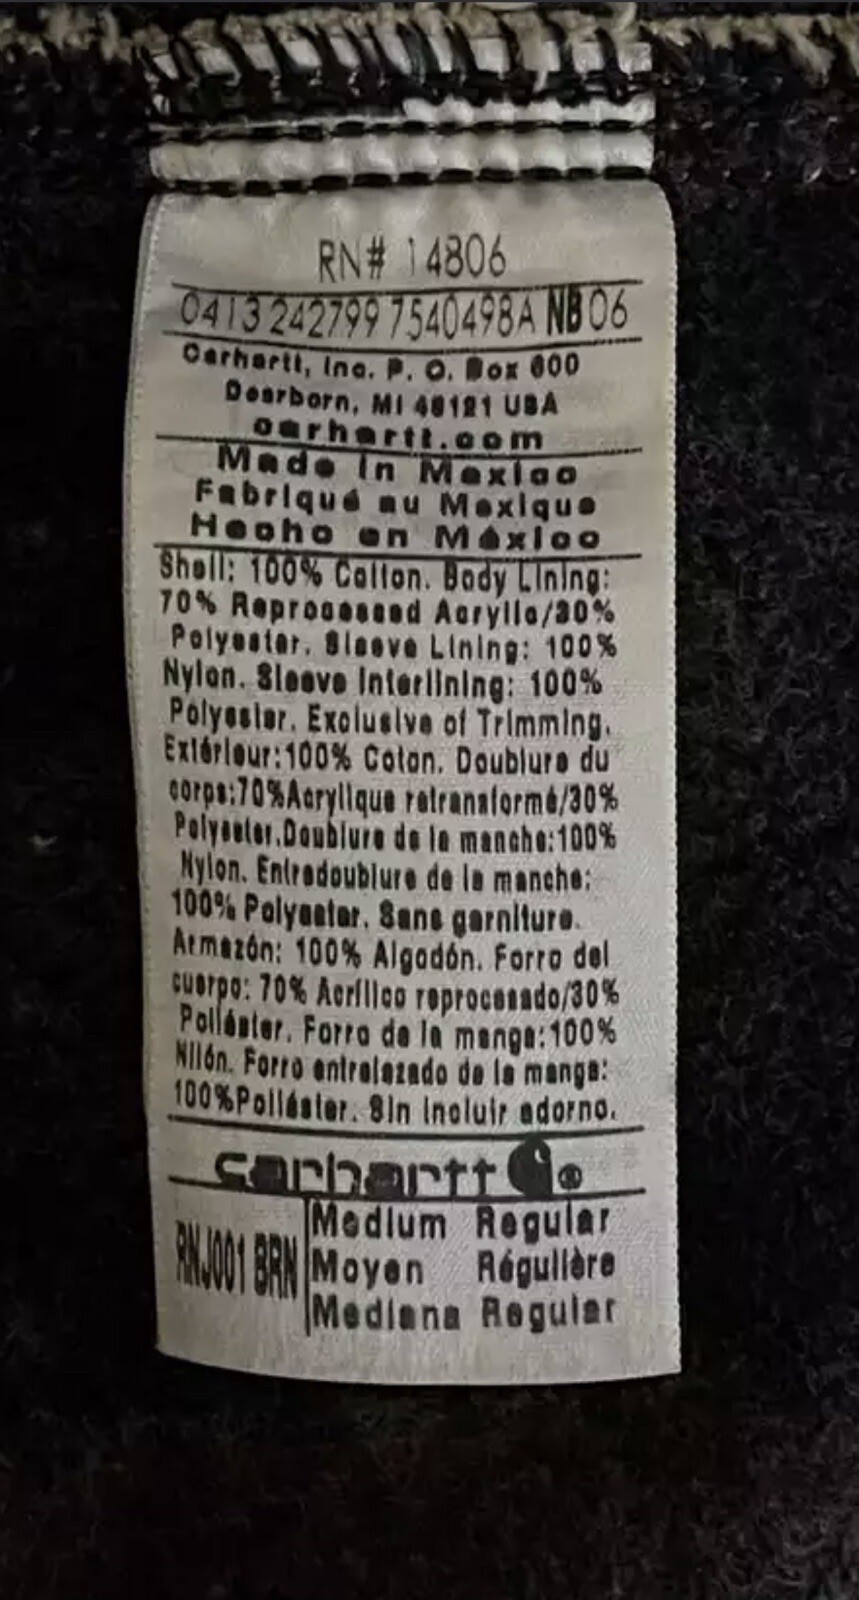 RN# 14806
0413 242799 7540498A NB 06
Carhartt, Inc. P. O. Box 600
Dearborn, MI 48121 USA
carhartt.com
Made in Mexico
Fabriqué au Mexique
Hecho en México
Shell: 100% Cotton. Body Lining:
70% Reprocessed Acrylic/30%
Polyester. Sleeve Lining: 100%
Nylon. Sleeve Interlining: 100%
Polyester. Exclusive of Trimming.
Extérieur:100% Coton. Doublure du
corps:70%Acrylique retransformé/30%
Polyester.Doublure de la manche:100%
Nylon. Entredoublure de la manche:
100% Polyester. Sans garniture.
Armazón: 100% Algodón. Forro del
cuerpo: 70% Acrílico reprocesado/30%
Poliéster. Forro de la manga:100%
Nilón. Forro entrelazado de la manga:
100%Poliéster. Sin incluir adorno.
carhartt ®
RNJ001 BRN
Medium Regular
Moyen Régulière
Mediana Regular